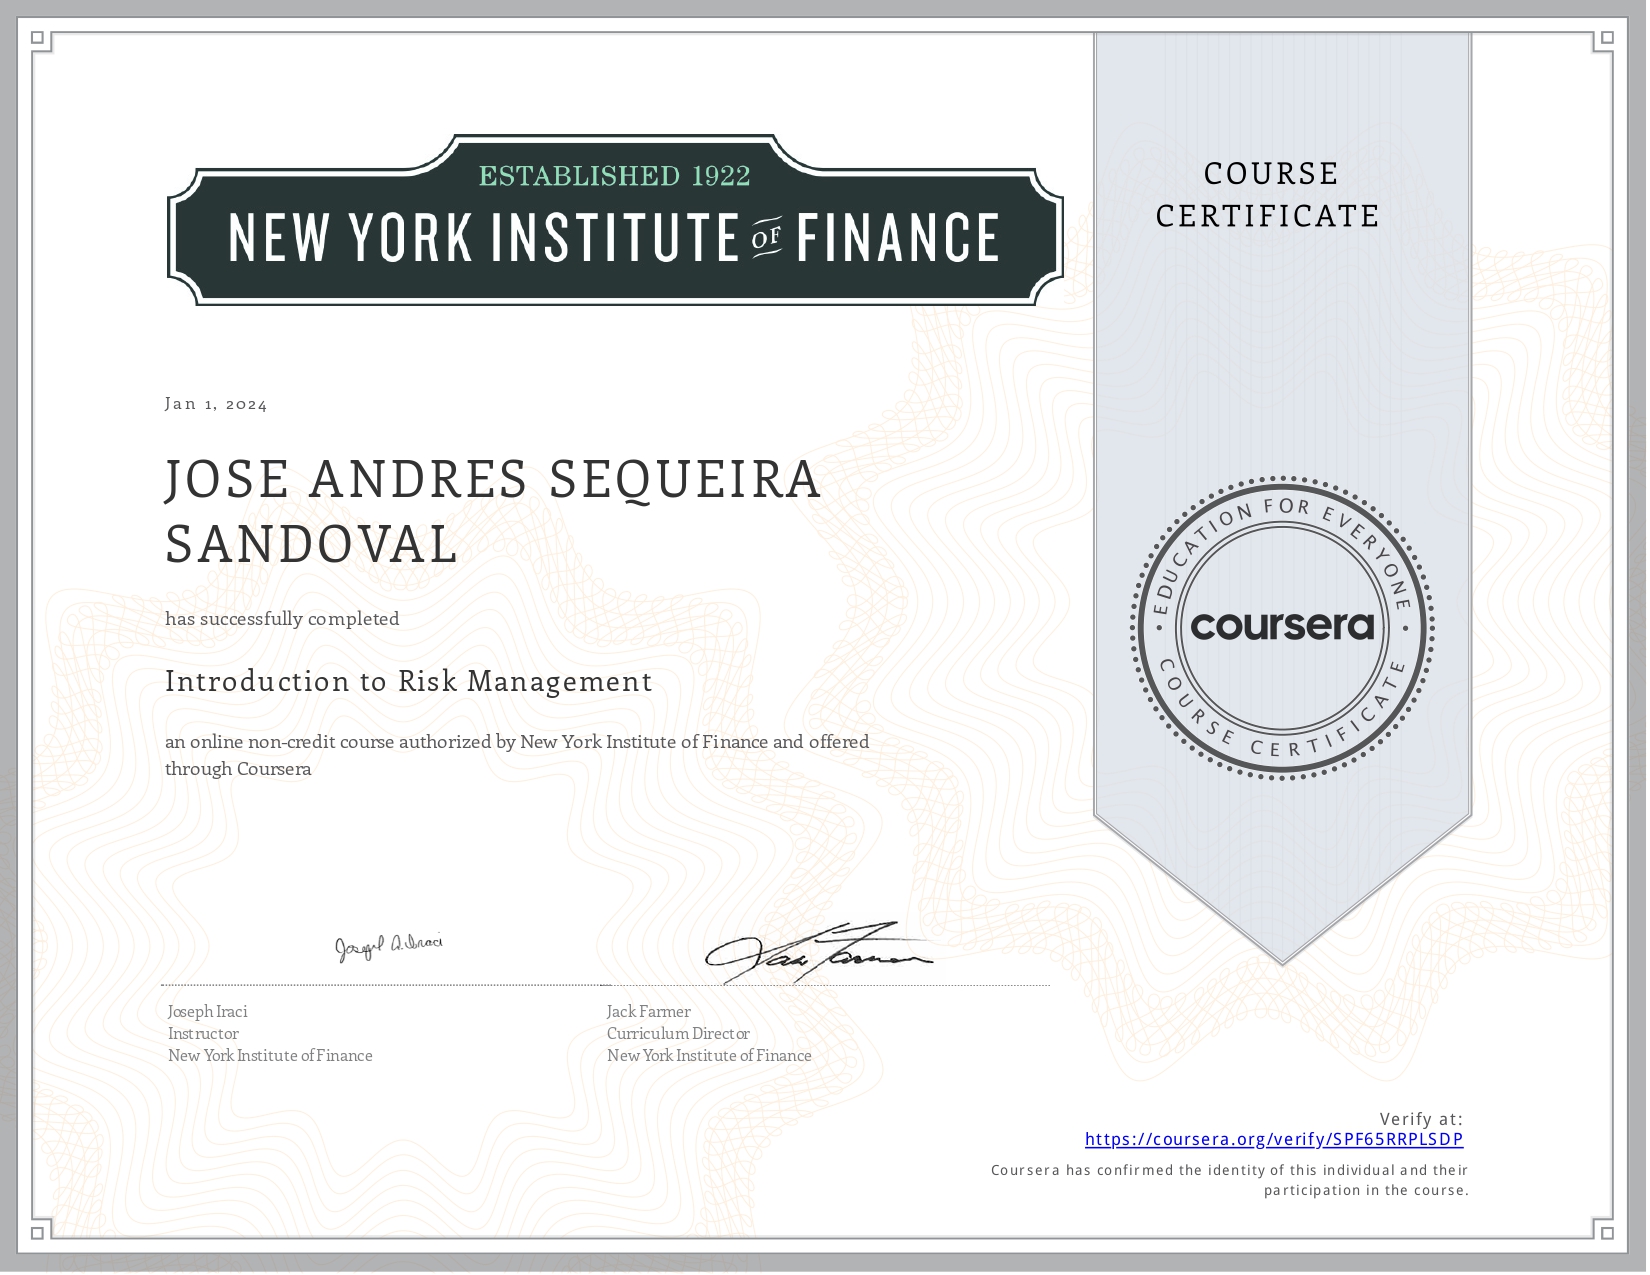 ESTABLISHED 1922
NEW YORK INSTITUTE OF FINANCE
COURSE
CERTIFICATE
Jan 1, 2024
JOSE ANDRES SEQUEIRA
SANDOVAL
has successfully completed
Introduction to Risk Management
an online non-credit course authorized by New York Institute of Finance and offered
through Coursera
EDUCATION FOR EVERYONE
coursera
COURSE CERTIFICATE
Joseph A. Iraci
Jack Farmer
Joseph Iraci
Instructor
New York Institute of Finance
Jack Farmer
Curriculum Director
New York Institute of Finance
Verify at:
https://coursera.org/verify/SPF65RRPLSDP
Coursera has confirmed the identity of this individual and their
participation in the course.